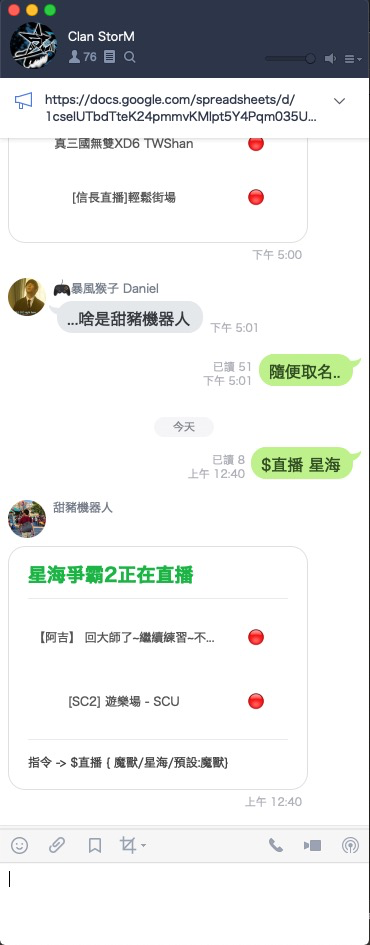 Clan StorM
76
https://docs.google.com/spreadsheets/d/
1cselUTbdTteK24pmmvKMlpt5Y4Pqm035U...
真三國無雙XD6 TWShan
[信長直播]輕鬆街場
下午 5:00
暴風猴子 Daniel
...啥是甜豬機器人
下午 5:01
已讀 51
下午 5:01
隨便取名..
今天
已讀 8
上午 12:40
$直播 星海
甜豬機器人
星海爭霸2正在直播
【阿吉】 回大師了~繼續練習~不...
[SC2] 遊樂場 - SCU
指令 -> $直播 { 魔獸/星海/預設:魔獸}
上午 12:40